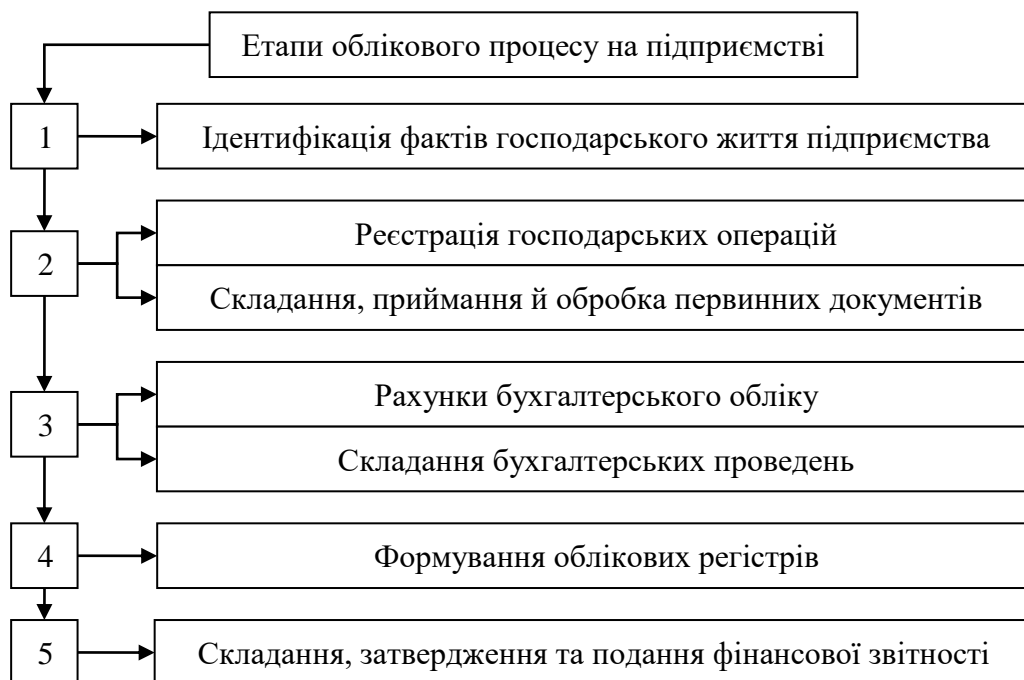 Етапи облікового процесу на підприємстві
1
Ідентифікація фактів господарського життя підприємства
2
Реєстрація господарських операцій
Складання, приймання й обробка первинних документів
3
Рахунки бухгалтерського обліку
Складання бухгалтерських проведень
4
Формування облікових регістрів
5
Складання, затвердження та подання фінансової звітності